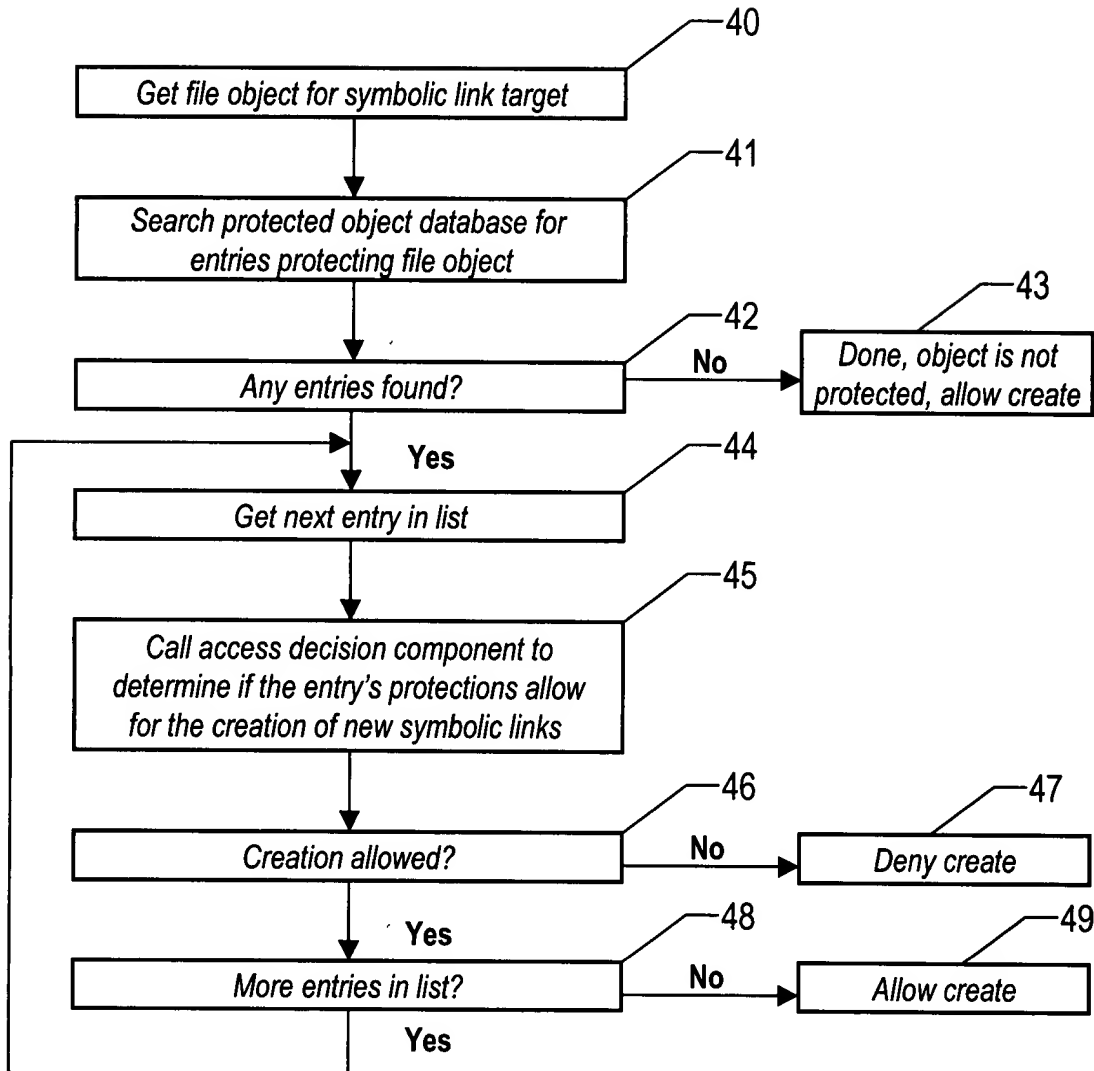 40
Get file object for symbolic link target
41
Search protected object database for
entries protecting file object
42
43
Any entries found?
No
Done, object is not
protected, allow create
Yes
44
Get next entry in list
45
Call access decision component to
determine if the entry's protections allow
for the creation of new symbolic links
46
47
Creation allowed?
No
Deny create
Yes
48
49
More entries in list?
No
Allow create
Yes